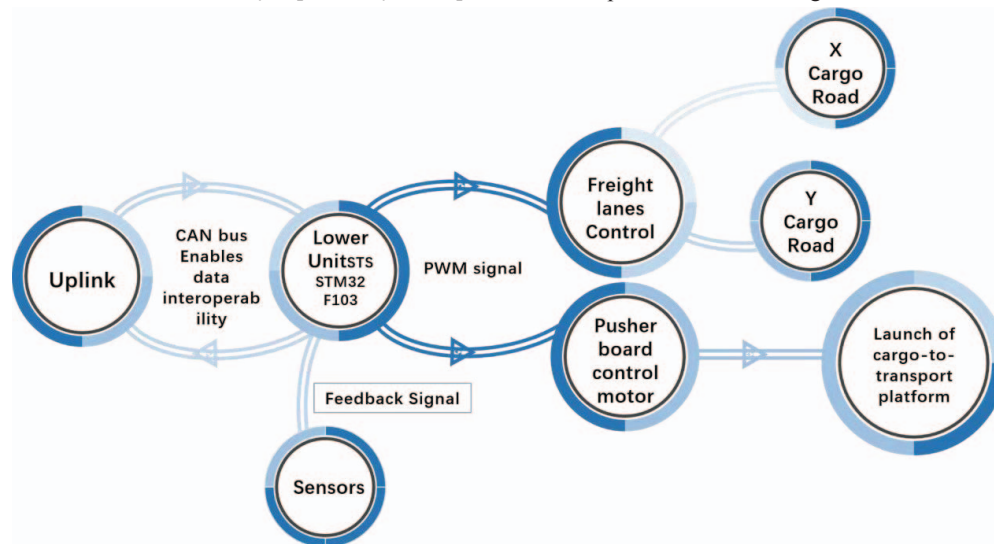 X
Cargo
Road
Freight
lanes
Control
Y
Cargo
Road
Uplink
CAN bus
Enables
data
interoperab
ility
Lower
UnitSTS
STM32
F103
PWM signal
Pusher
board
control
motor
Launch of
cargo-to-
transport
platform
Feedback Signal
Sensors